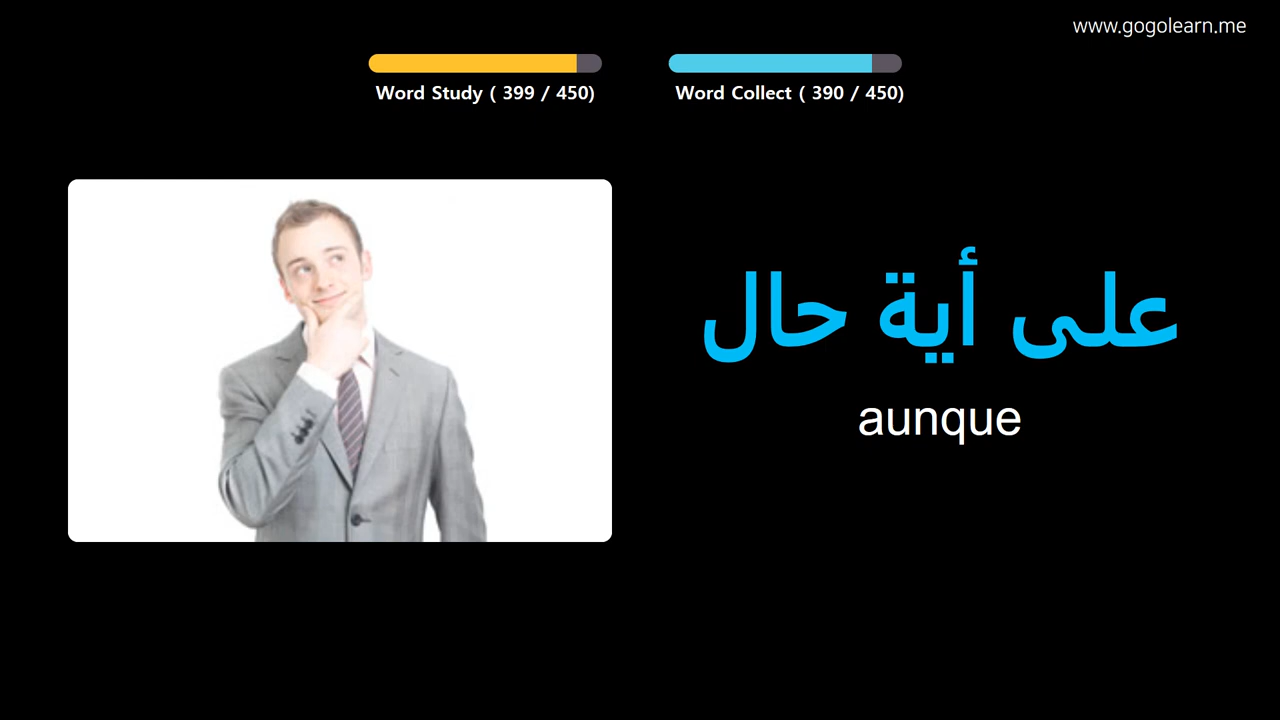 www.gogolearn.me
Word Study ( 399 / 450)
Word Collect ( 390 / 450)
على أية حال
aunque